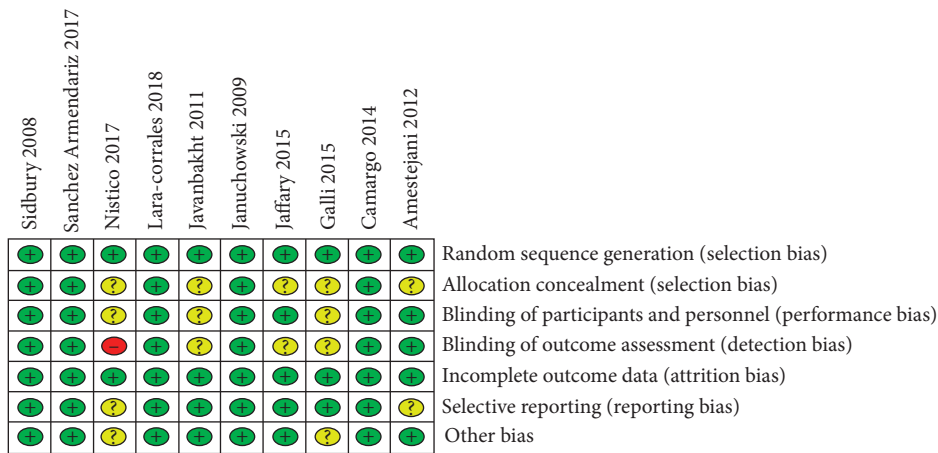 Sidbury 2008
Sanchez Armendariz 2017
Nistico 2017
Lara-corrales 2018
Javanbakht 2011
Januchowski 2009
Jaffary 2015
Galli 2015
Camargo 2014
Amestejani 2012
+ + + + + + + + + + Random sequence generation (selection bias)
+ + ? + ? + ? ? + ? Allocation concealment (selection bias)
+ + ? + ? + + ? + + Blinding of participants and personnel (performance bias)
+ + – + ? + ? ? + + Blinding of outcome assessment (detection bias)
+ + + + + + + + + + Incomplete outcome data (attrition bias)
+ + ? + + + + + + ? Selective reporting (reporting bias)
+ + ? + + + + ? + + Other bias